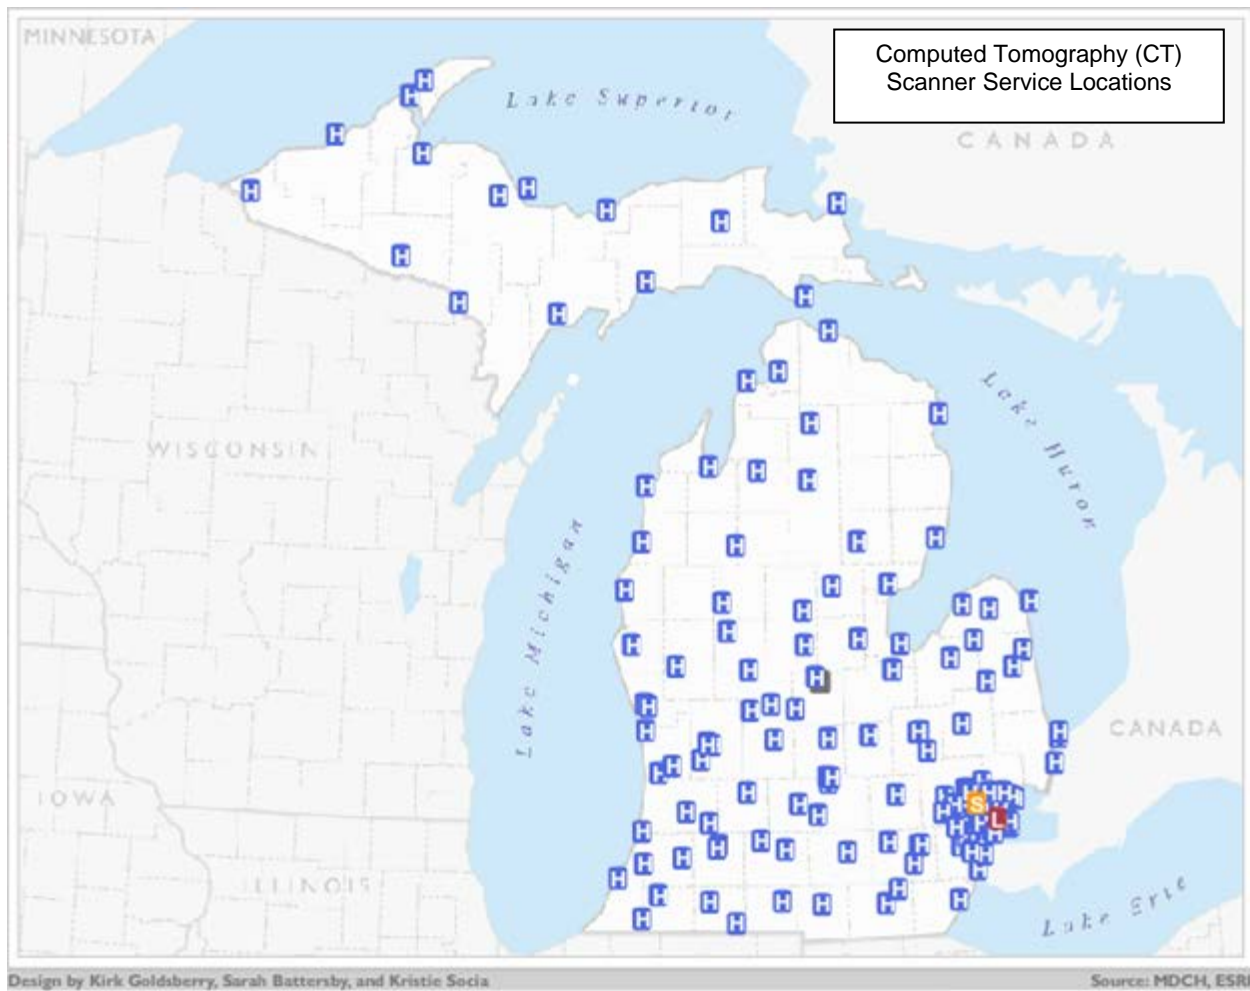 MINNESOTA
Computed Tomography (CT)
Scanner Service Locations
Lake Superior
CANADA
WISCONSIN
Lake Huron
Lake Michigan
CANADA
IOWA
ILLINOIS
Lake Erie
H
S
L
Design by Kirk Goldsberry, Sarah Battersby, and Kristie Socia
Source: MDCH, ESRI